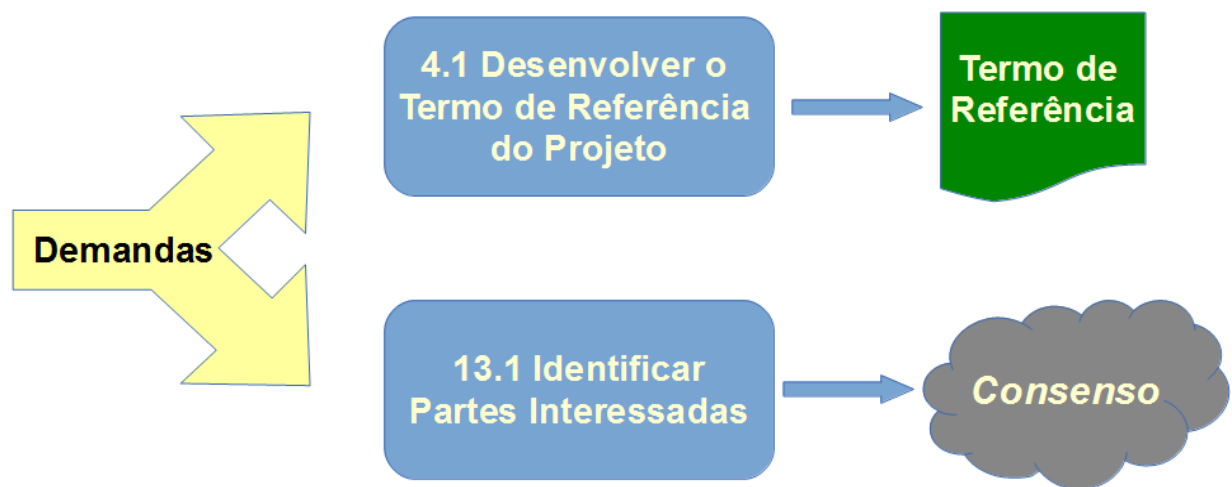 Demandas
4.1 Desenvolver o
Termo de Referência
do Projeto
Termo de
Referência
13.1 Identificar
Partes Interessadas
Consenso